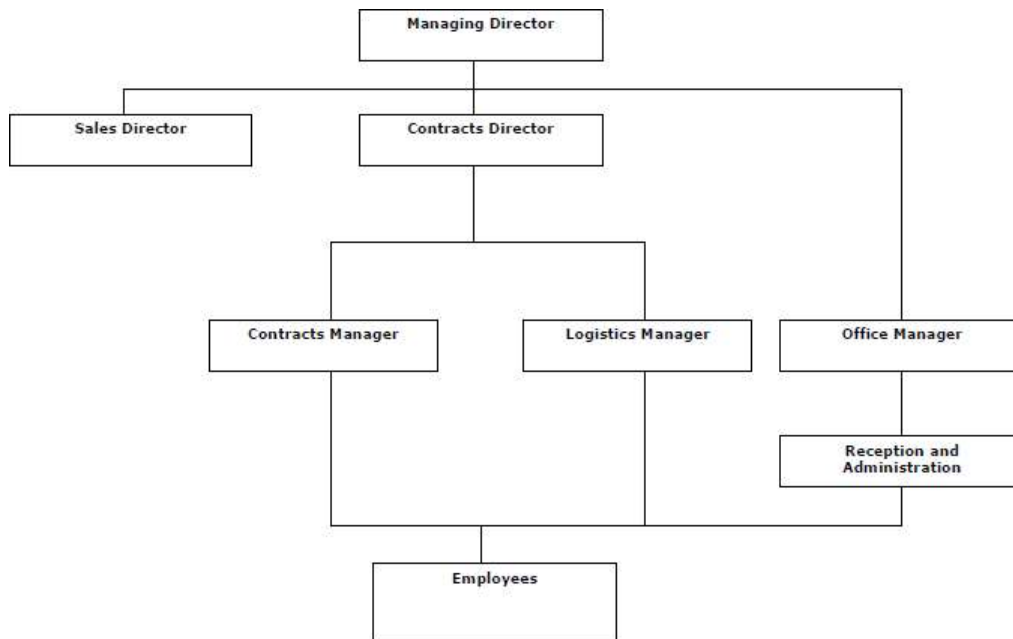 Managing Director
Sales Director
Contracts Director
Contracts Manager
Logistics Manager
Office Manager
Reception and
Administration
Employees